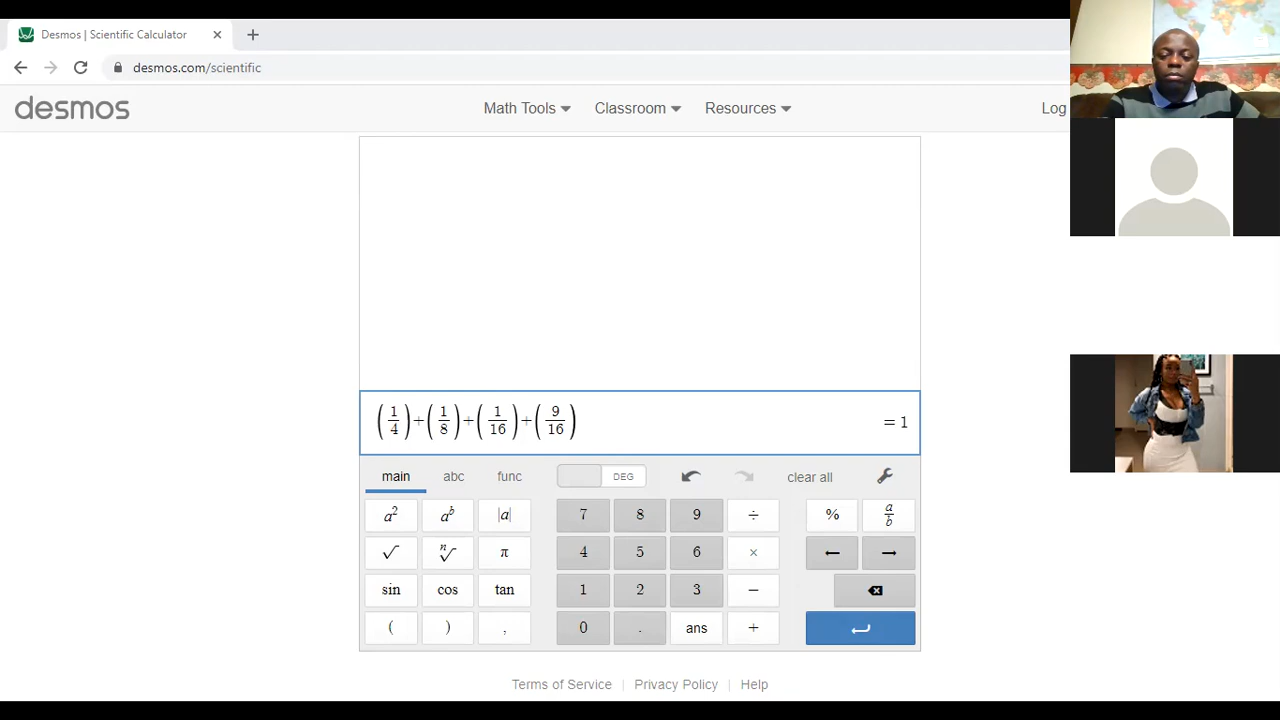 Desmos | Scientific Calculator
desmos.com/scientific
desmos Math Tools Classroom Resources Log
(1/4)+(1/8)+(1/16)+(9/16) = 1
main abc func DEG clear all
a² aᵇ |a| 7 8 9 ÷ % a/b
√ ⁿ√ π 4 5 6 × ← →
sin cos tan 1 2 3 −
( ) , 0 . ans +
Terms of Service | Privacy Policy | Help